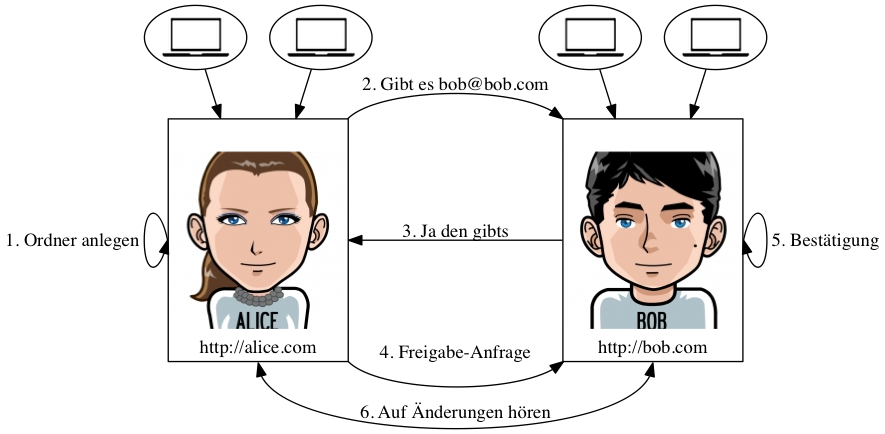 2. Gibt es bob@bob.com
1. Ordner anlegen
3. Ja den gibts
5. Bestätigung
ALICE
BOB
http://alice.com
4. Freigabe-Anfrage
http://bob.com
6. Auf Änderungen hören